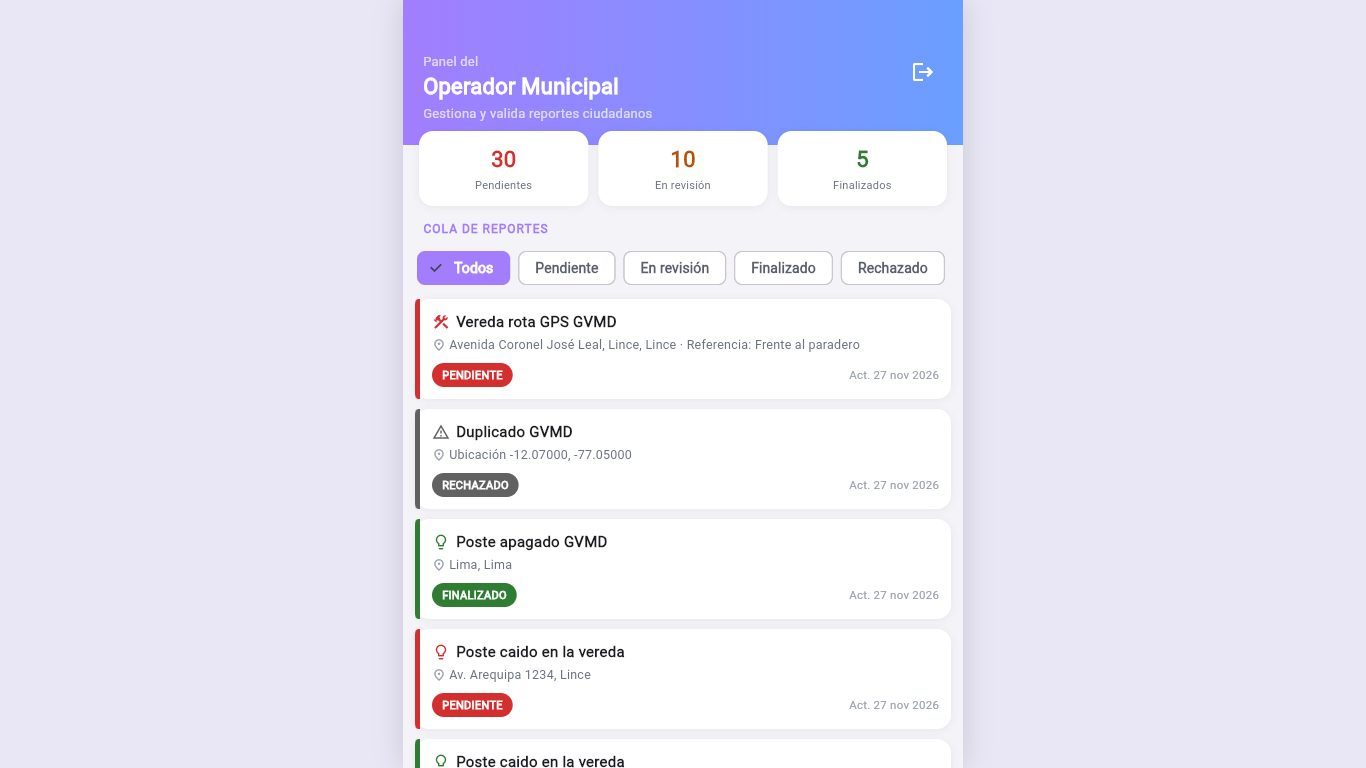 Panel del
Operador Municipal
Gestiona y valida reportes ciudadanos
30
Pendientes
10
En revisión
5
Finalizados
COLA DE REPORTES
Todos
Pendiente
En revisión
Finalizado
Rechazado
Vereda rota GPS GVMD
Avenida Coronel José Leal, Lince, Lince · Referencia: Frente al paradero
PENDIENTE
Act. 27 nov 2026
Duplicado GVMD
Ubicación -12.07000, -77.05000
RECHAZADO
Act. 27 nov 2026
Poste apagado GVMD
Lima, Lima
FINALIZADO
Act. 27 nov 2026
Poste caido en la vereda
Av. Arequipa 1234, Lince
PENDIENTE
Act. 27 nov 2026
Poste caido en la vereda